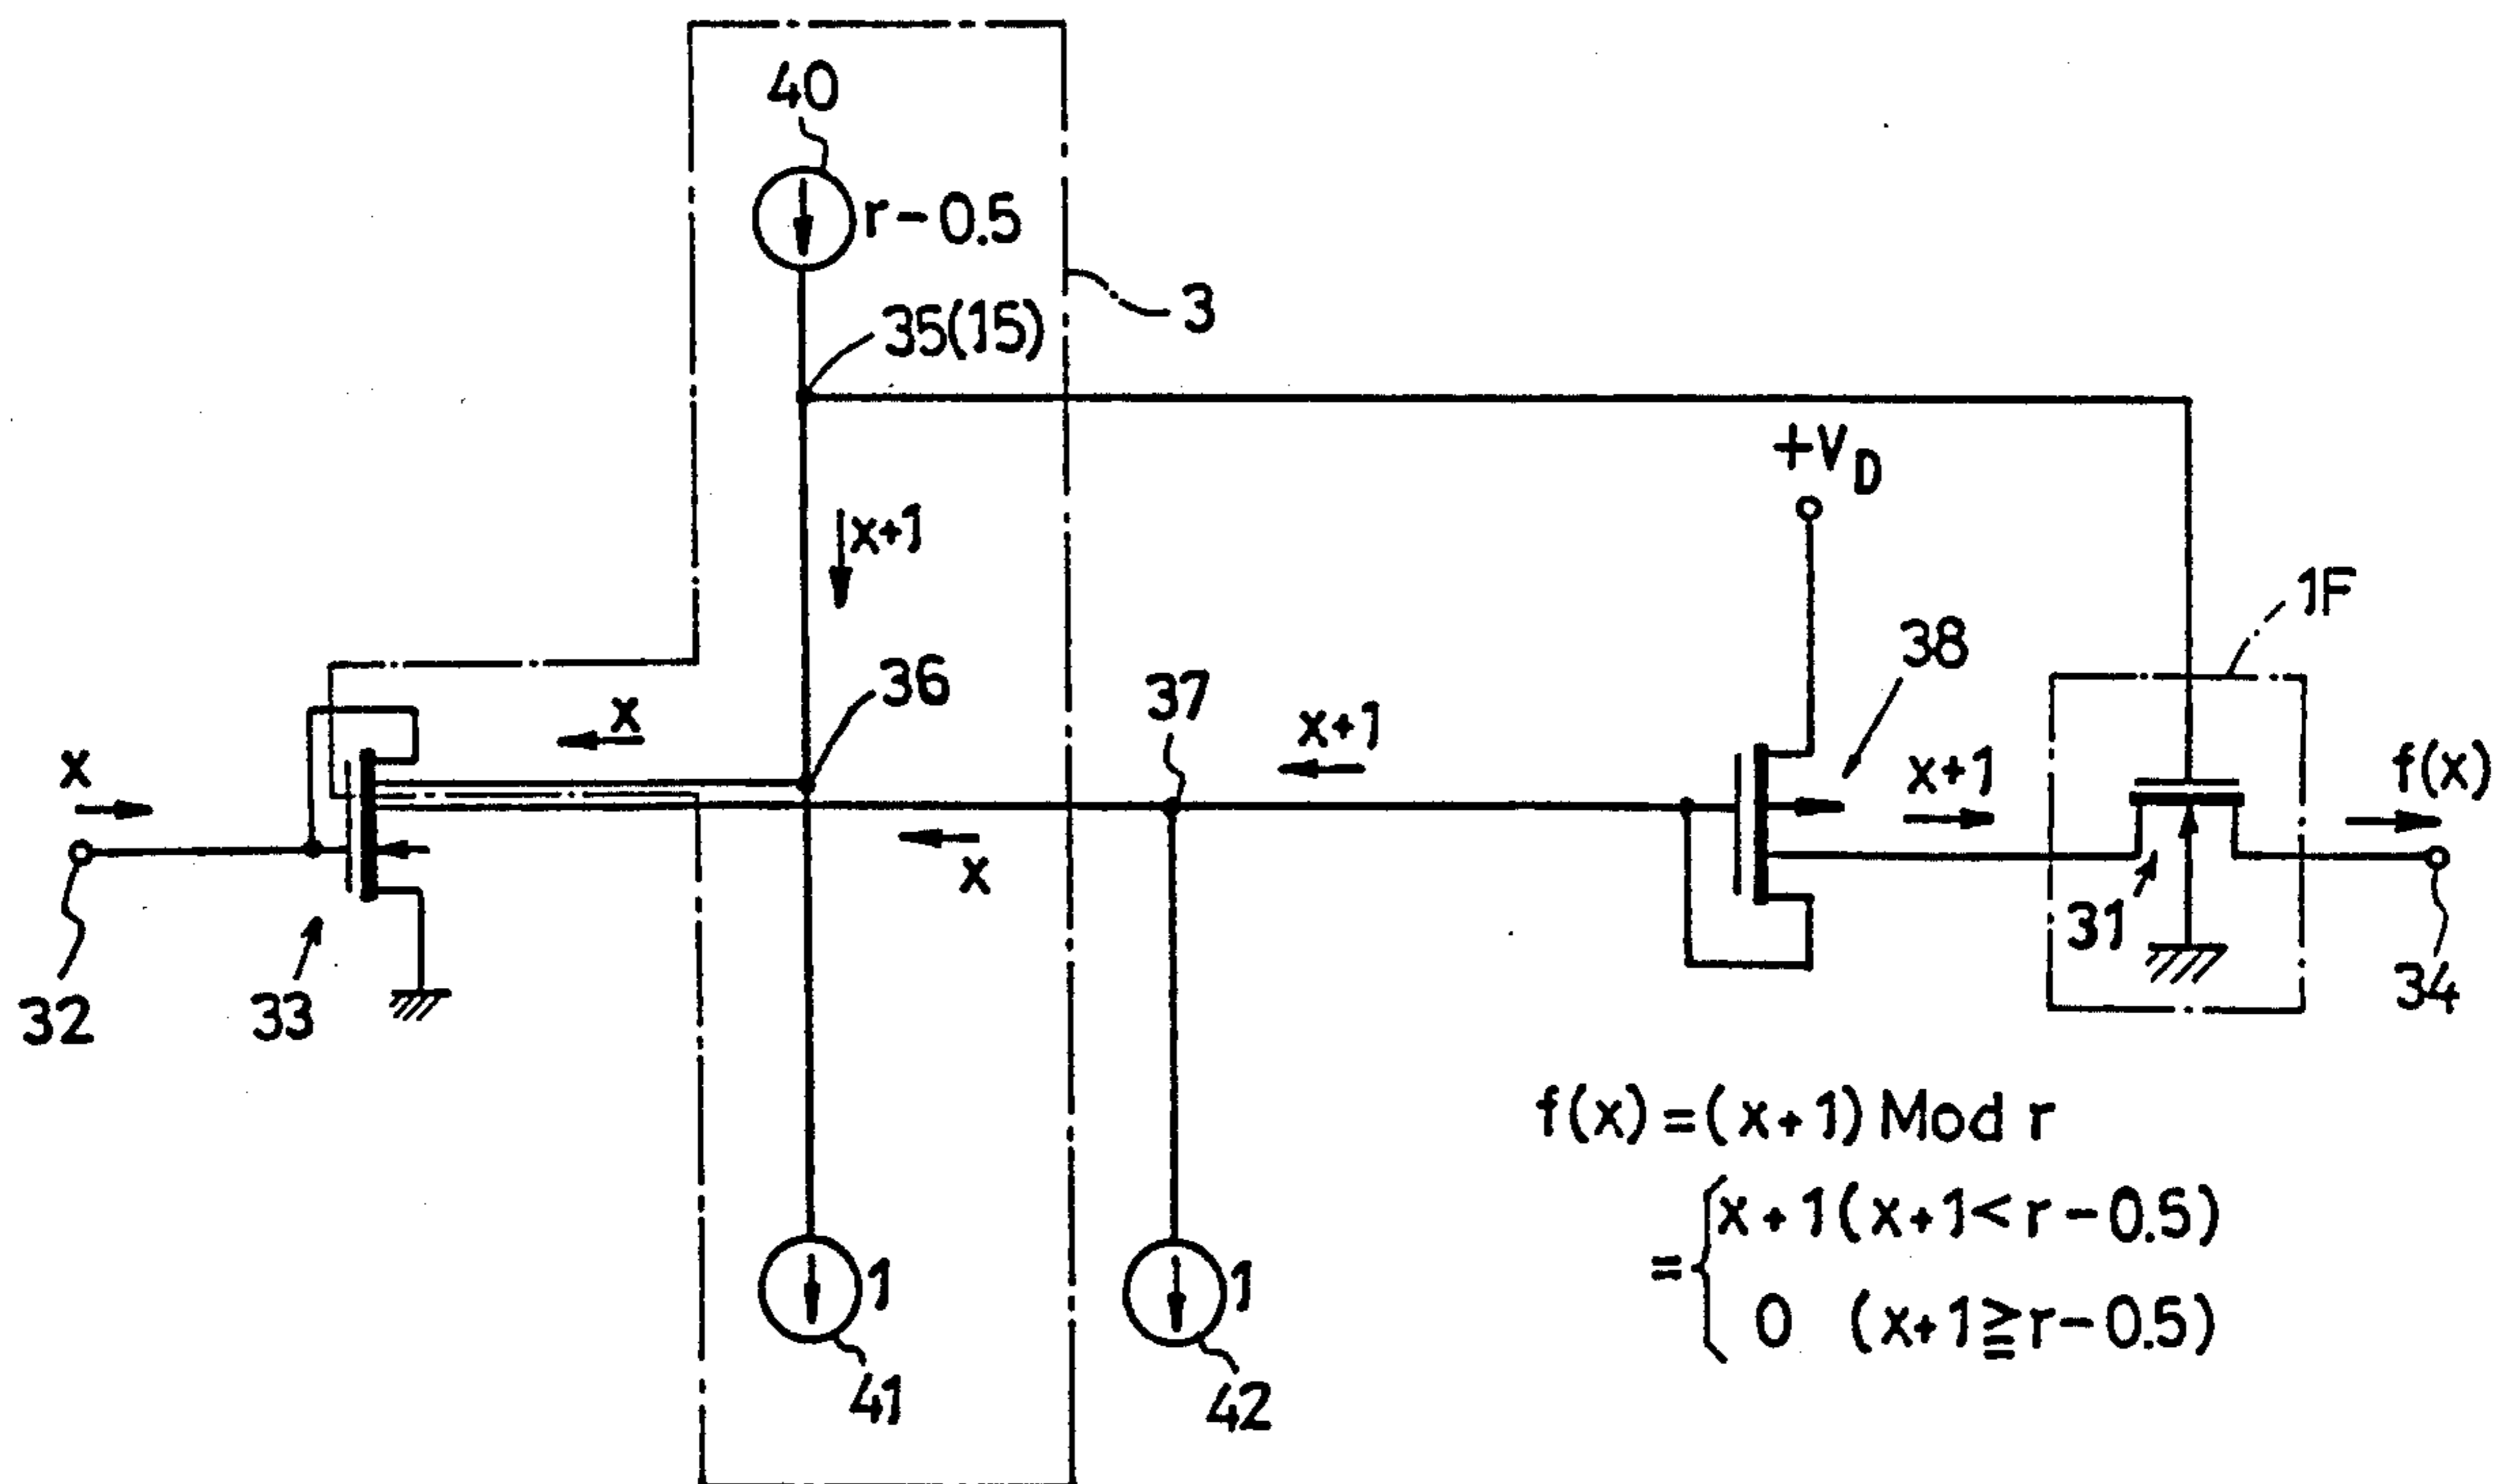 40
r-0.5
35(15)
3
+VD
x+1
1F
38
36
37
x
x+1
x+1
f(x)
x
x
31
32
33
34
1
1
41
42
f(x)=(x+1) Mod r
={x+1(x+1<r-0.5)
0 (x+1≧r-0.5)